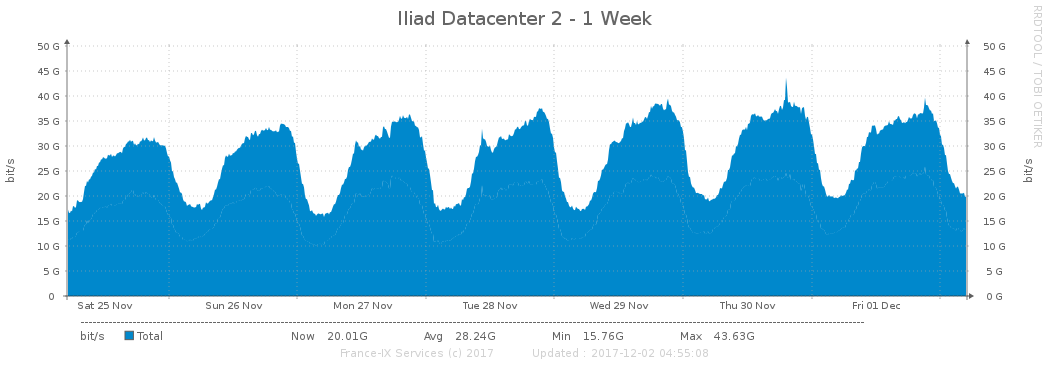 Iliad Datacenter 2 - 1 Week
RRDTOOL / TOBI OETIKER
bit/s
50 G
45 G
40 G
35 G
30 G
25 G
20 G
15 G
10 G
5 G
0
50 G
45 G
40 G
35 G
30 G
25 G
20 G
15 G
10 G
5 G
0 G
bit/s
Sat 25 Nov Sun 26 Nov Mon 27 Nov Tue 28 Nov Wed 29 Nov Thu 30 Nov Fri 01 Dec
bit/s Total Now 20.01G Avg 28.24G Min 15.76G Max 43.63G
France-IX Services (c) 2017 Updated : 2017-12-02 04:55:08